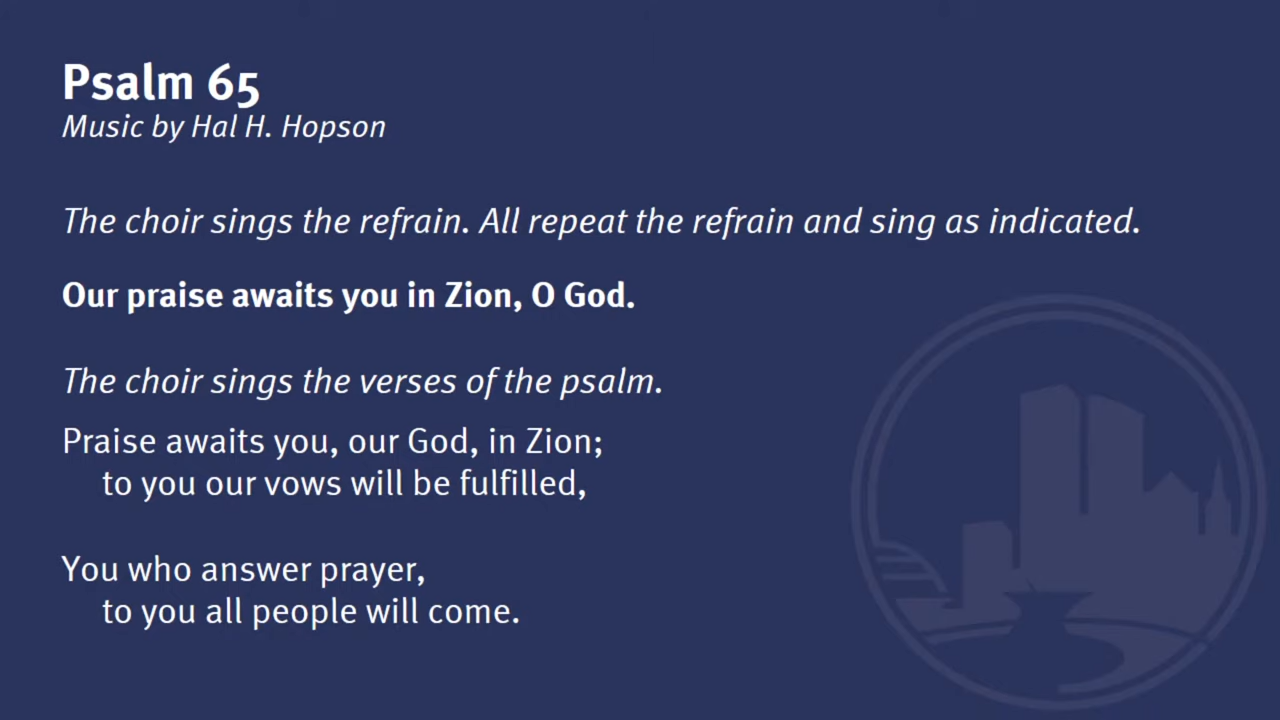 Psalm 65
Music by Hal H. Hopson
The choir sings the refrain. All repeat the refrain and sing as indicated.
Our praise awaits you in Zion, O God.
The choir sings the verses of the psalm.
Praise awaits you, our God, in Zion;
to you our vows will be fulfilled,
You who answer prayer,
to you all people will come.